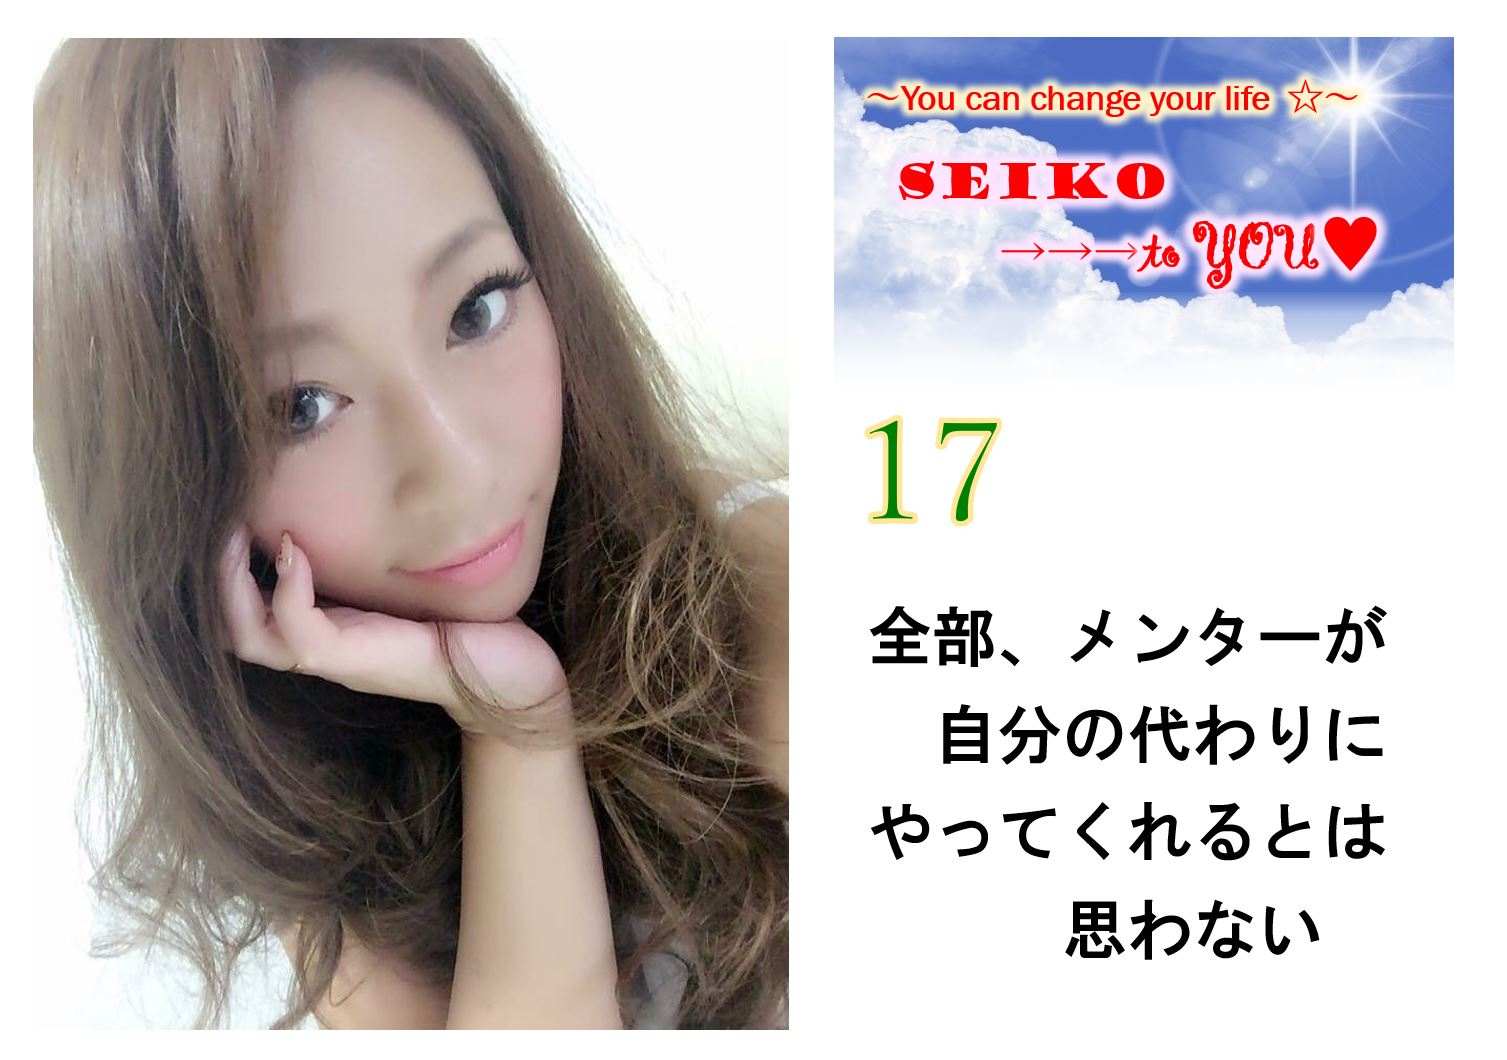 ～You can change your life ☆～
SEIKO
→→→to YOU♥
17
全部、メンターが
自分の代わりに
やってくれるとは
思わない